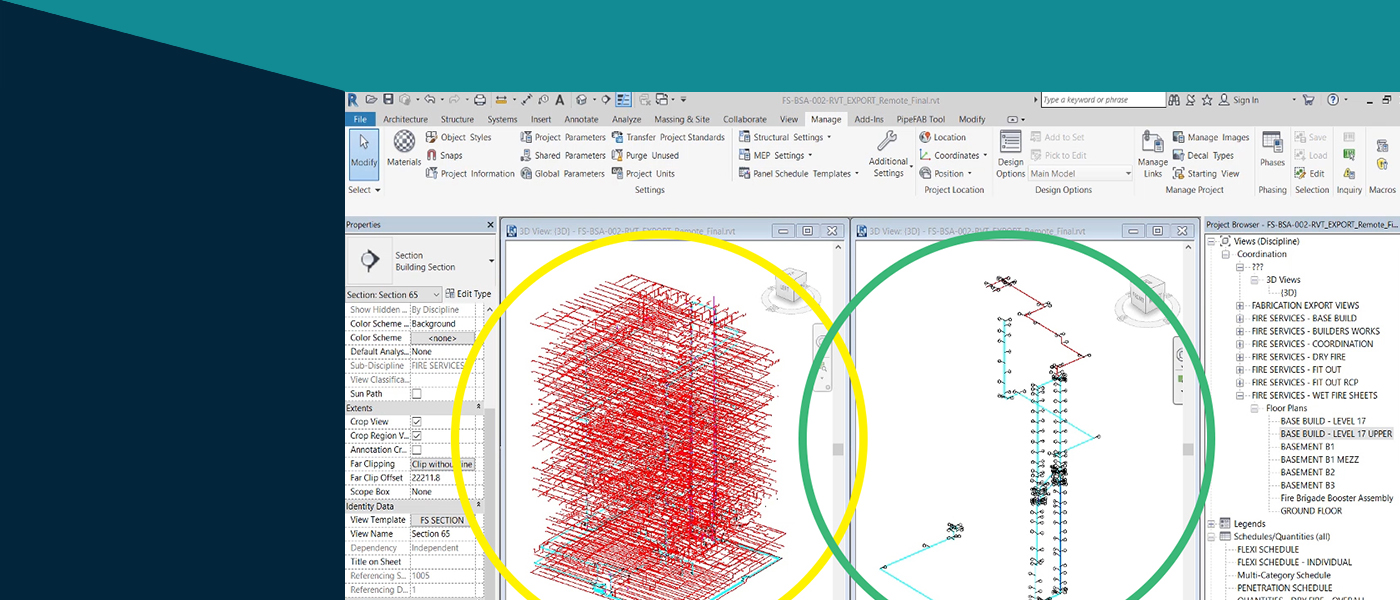 FS-BSA-002-RVT_EXPORT_Remote_Final.rvt
Type a keyword or phrase
Sign In
File Architecture Structure Systems Insert Annotate Analyze Massing & Site Collaborate View Manage Add-Ins PipeFAB Tool Modify
Modify
Select
Materials
Object Styles
Snaps
Project Information
Project Parameters
Shared Parameters
Global Parameters
Transfer Project Standards
Purge Unused
Project Units
Settings
Structural Settings
MEP Settings
Panel Schedule Templates
Additional
Settings
Location
Coordinates
Position
Project Location
Design
Options
Add to Set
Pick to Edit
Main Model
Design Options
Manage
Links
Manage Images
Decal Types
Starting View
Manage Project
Phases
Phasing
Save
Load
Edit
Selection
Inquiry
Macros
Properties
Section
Building Section
Section: Section 65
Edit Type
Show Hidden ... By Discipline
Color Scheme ... Background
Color Scheme <none>
Default Analys... None
Sub-Discipline FIRE SERVICES
View Classifica...
Sun Path
Extents
Crop View
Crop Region V...
Annotation Cr...
Far Clipping Clip without line
Far Clip Offset 22211.8
Scope Box None
Identity Data
View Template FS SECTION
View Name Section 65
Dependency Independent
Title on Sheet
Referencing S... 1005
Referencing D... 1
3D View: {3D} - FS-BSA-002-RVT_EXPORT_Remote_Final.rvt
3D View: {3D} - FS-BSA-002-RVT_EXPORT_Remote_Final.rvt
Project Browser - FS-BSA-002-RVT_EXPORT_Remote_Fi...
Views (Discipline)
Coordination
???
3D Views
{3D}
FABRICATION EXPORT VIEWS
FIRE SERVICES - BASE BUILD
FIRE SERVICES - BUILDERS WORKS
FIRE SERVICES - COORDINATION
FIRE SERVICES - DRY FIRE
FIRE SERVICES - FIT OUT
FIRE SERVICES - FIT OUT RCP
FIRE SERVICES - WET FIRE SHEETS
Floor Plans
BASE BUILD - LEVEL 17
BASE BUILD - LEVEL 17 UPPER
BASEMENT B1
BASEMENT B1 MEZZ
BASEMENT B2
BASEMENT B3
Fire Brigade Booster Assembly
GROUND FLOOR
Legends
Schedules/Quantities (all)
FLEXI SCHEDULE
FLEXI SCHEDULE - INDIVIDUAL
Multi-Category Schedule
PENETRATION SCHEDULE
QUANTITIES - DRY FIRE - OVERALL